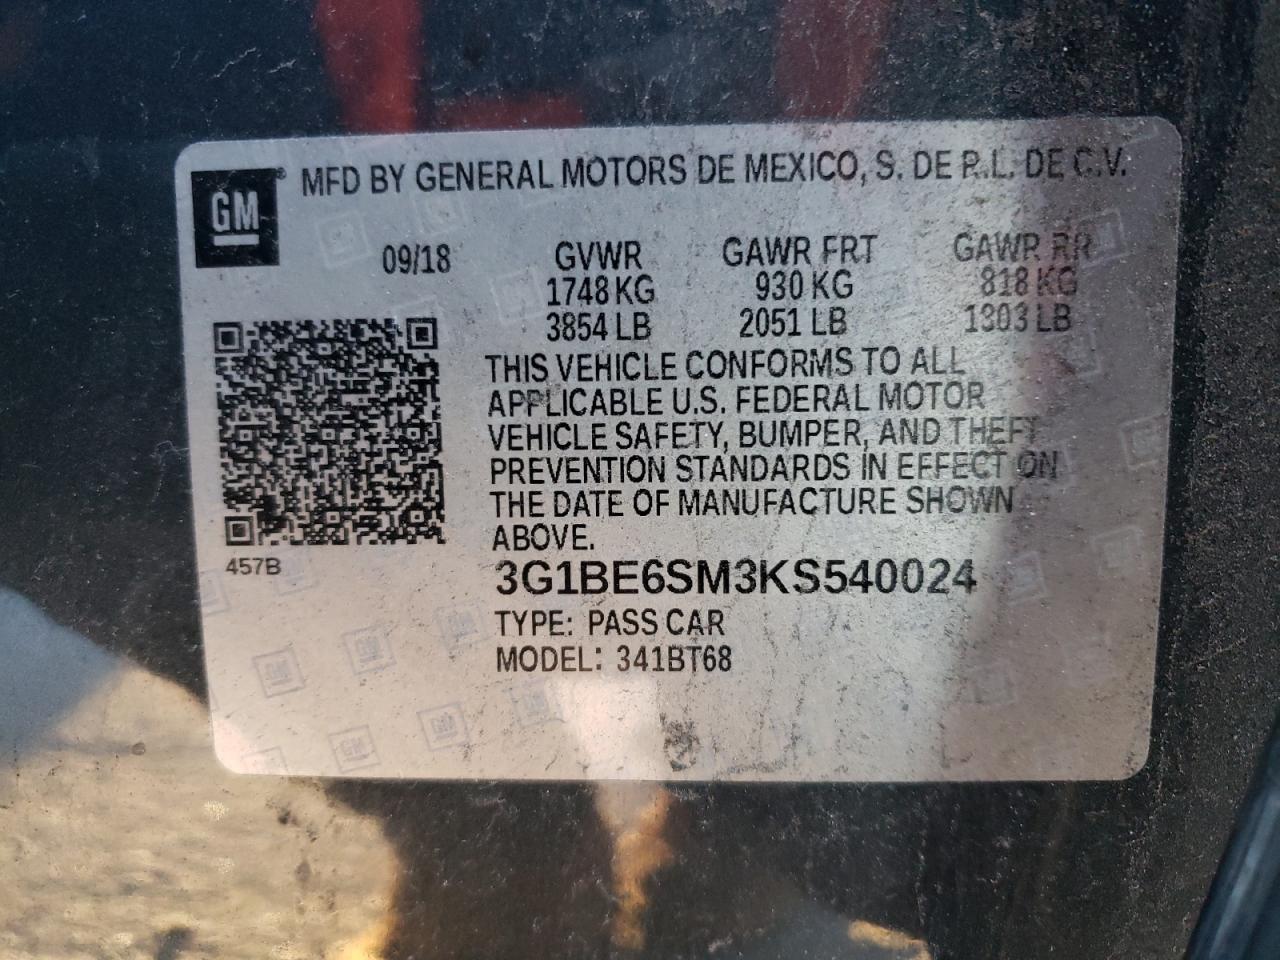 GM® MFD BY GENERAL MOTORS DE MEXICO, S. DE R.L. DE C.V.
09/18 GVWR GAWR FRT GAWR RR
1748 KG 930 KG 818 KG
3854 LB 2051 LB 1303 LB
THIS VEHICLE CONFORMS TO ALL
APPLICABLE U.S. FEDERAL MOTOR
VEHICLE SAFETY, BUMPER, AND THEFT
PREVENTION STANDARDS IN EFFECT ON
THE DATE OF MANUFACTURE SHOWN
ABOVE.
457B
3G1BE6SM3KS540024
TYPE: PASS CAR
MODEL: 341BT68